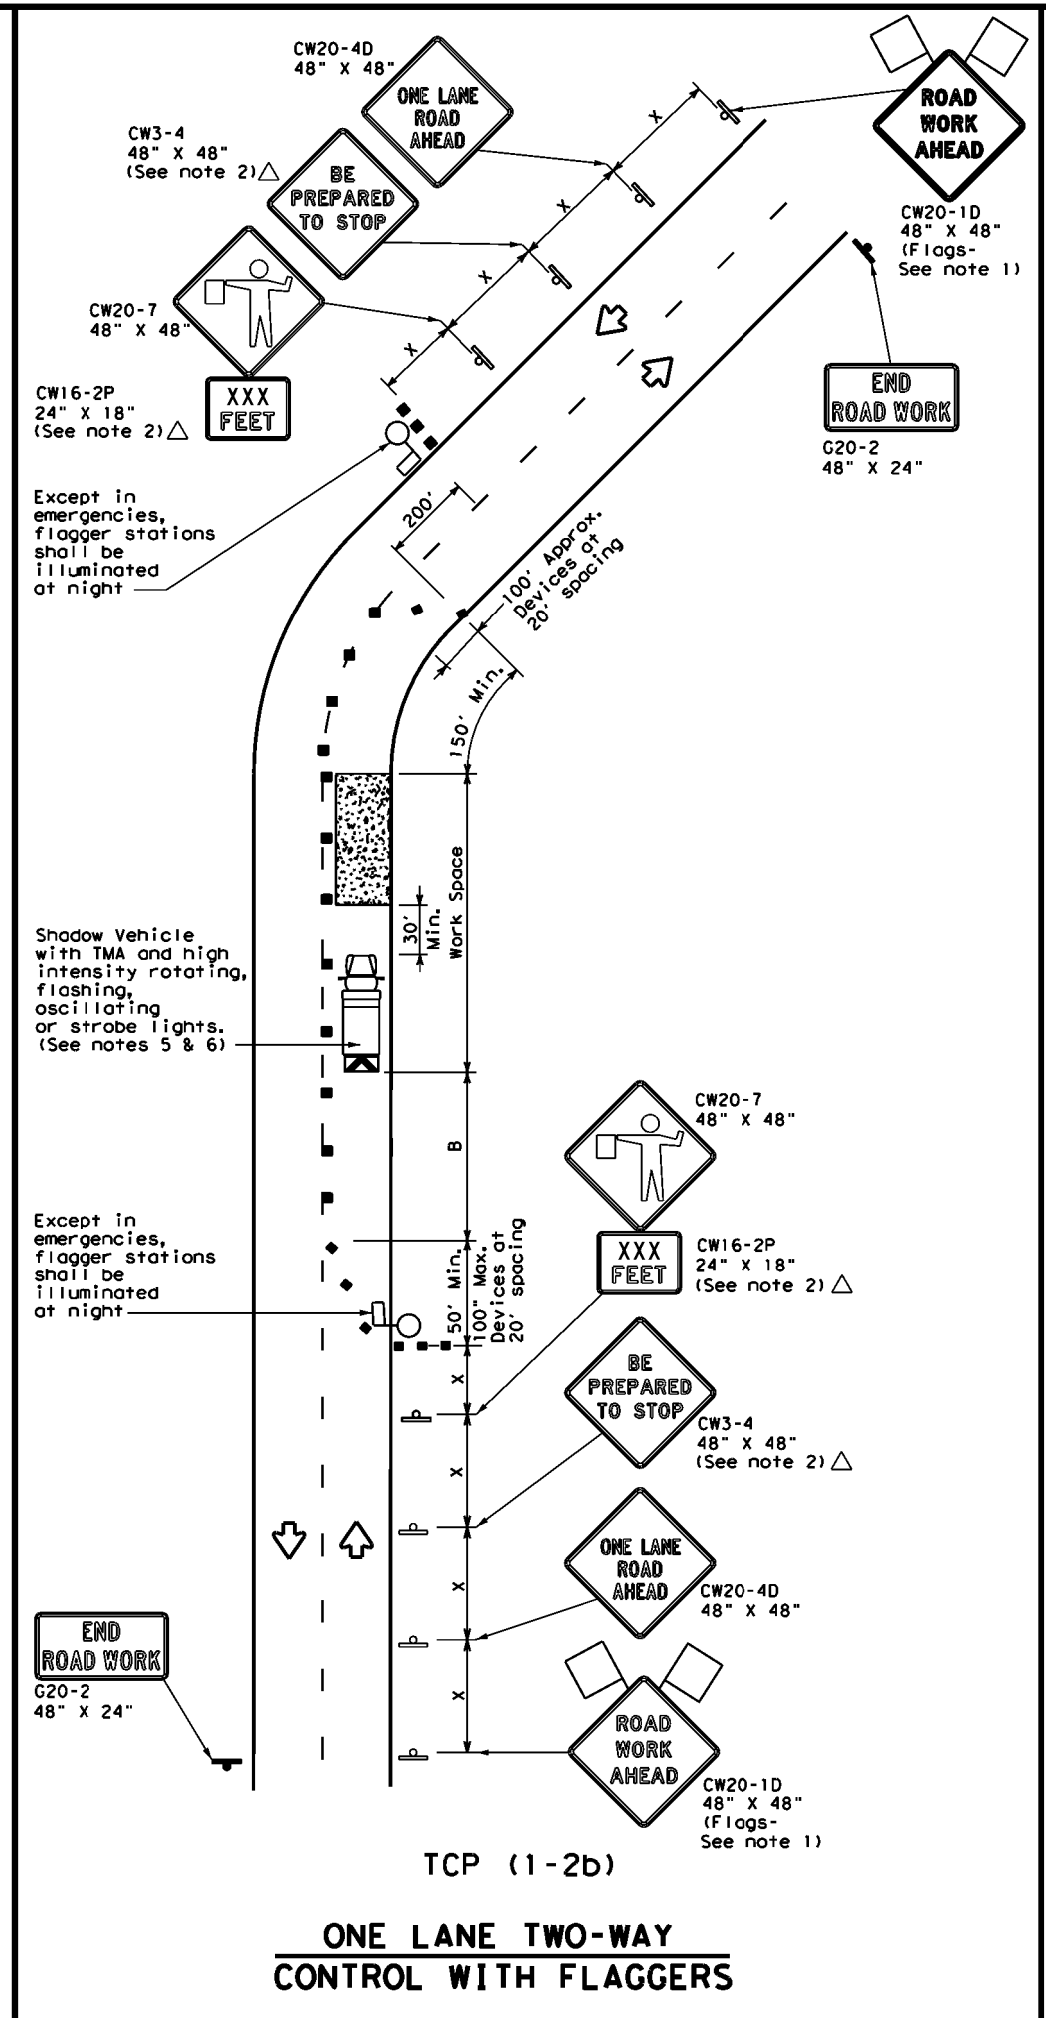 CW20-4D
48" X 48"
ONE LANE
ROAD
AHEAD
X
ROAD
WORK
AHEAD
CW3-4
48" X 48"
(See note 2)
BE
PREPARED
TO STOP
X
CW20-1D
48" X 48"
(Flags-
See note 1)
X
CW20-7
48" X 48"
X
CW16-2P
24" X 18"
(See note 2)
XXX
FEET
END
ROAD WORK
G20-2
48" X 24"
Except in
emergencies,
flagger stations
shall be
illuminated
at night
200'
100' Approx.
Devices at
20' spacing
150' Min.
Work Space
30'
Min.
Shadow Vehicle
with TMA and high
intensity rotating,
flashing,
oscillating
or strobe lights.
(See notes 5 & 6)
B
CW20-7
48" X 48"
Except in
emergencies,
flagger stations
shall be
illuminated
at night
50' Min.
100" Max.
Devices at
20' spacing
XXX
FEET
CW16-2P
24" X 18"
(See note 2)
X
BE
PREPARED
TO STOP
CW3-4
48" X 48"
(See note 2)
X
ONE LANE
ROAD
AHEAD
CW20-4D
48" X 48"
X
END
ROAD WORK
G20-2
48" X 24"
X
ROAD
WORK
AHEAD
CW20-1D
48" X 48"
(Flags-
See note 1)
TCP (1-2b)
ONE LANE TWO-WAY
CONTROL WITH FLAGGERS